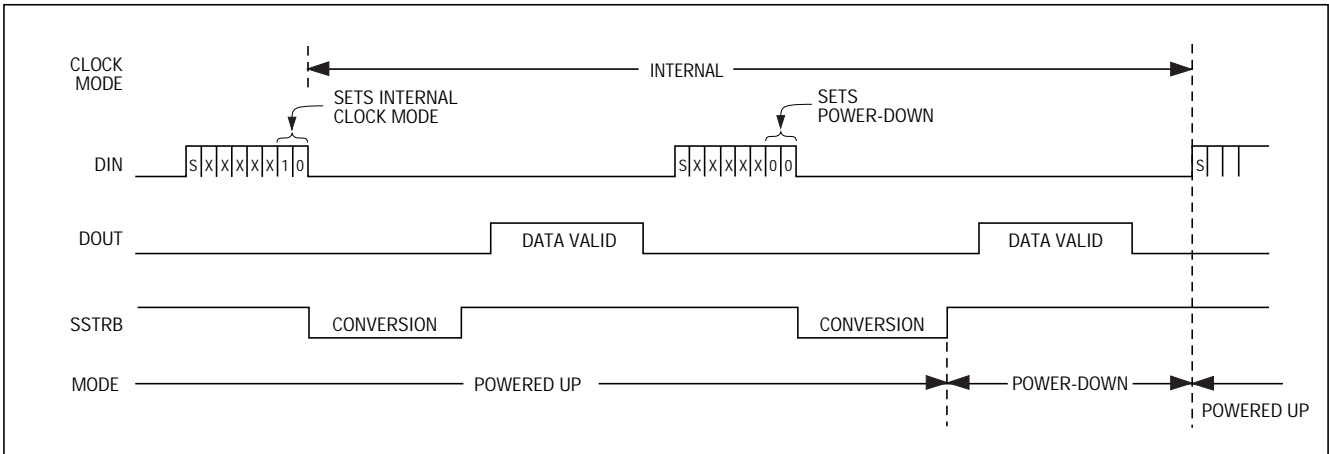 CLOCK
MODE
INTERNAL
SETS INTERNAL
CLOCK MODE
SETS
POWER-DOWN
DIN
S X X X X X 1 0
S X X X X X 0 0
S
DOUT
DATA VALID
DATA VALID
SSTRB
CONVERSION
CONVERSION
MODE
POWERED UP
POWER-DOWN
POWERED UP